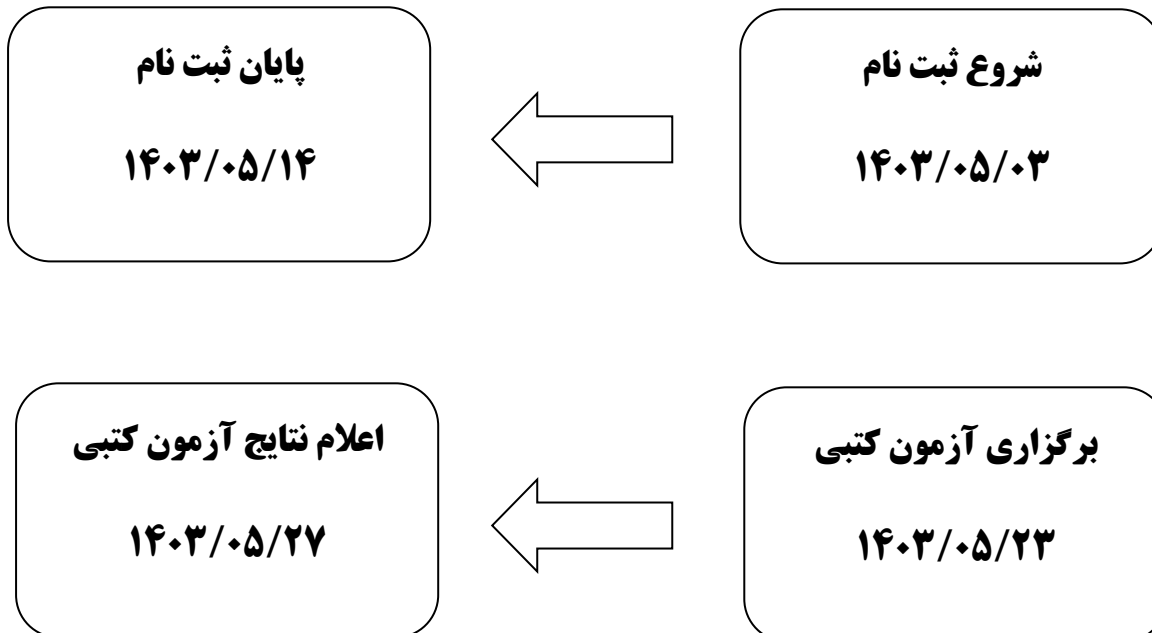 شروع ثبت نام
۱۴۰۳/۰۵/۰۳
پایان ثبت نام
۱۴۰۳/۰۵/۱۴
برگزاری آزمون کتبی
۱۴۰۳/۰۵/۲۳
اعلام نتایج آزمون کتبی
۱۴۰۳/۰۵/۲۷